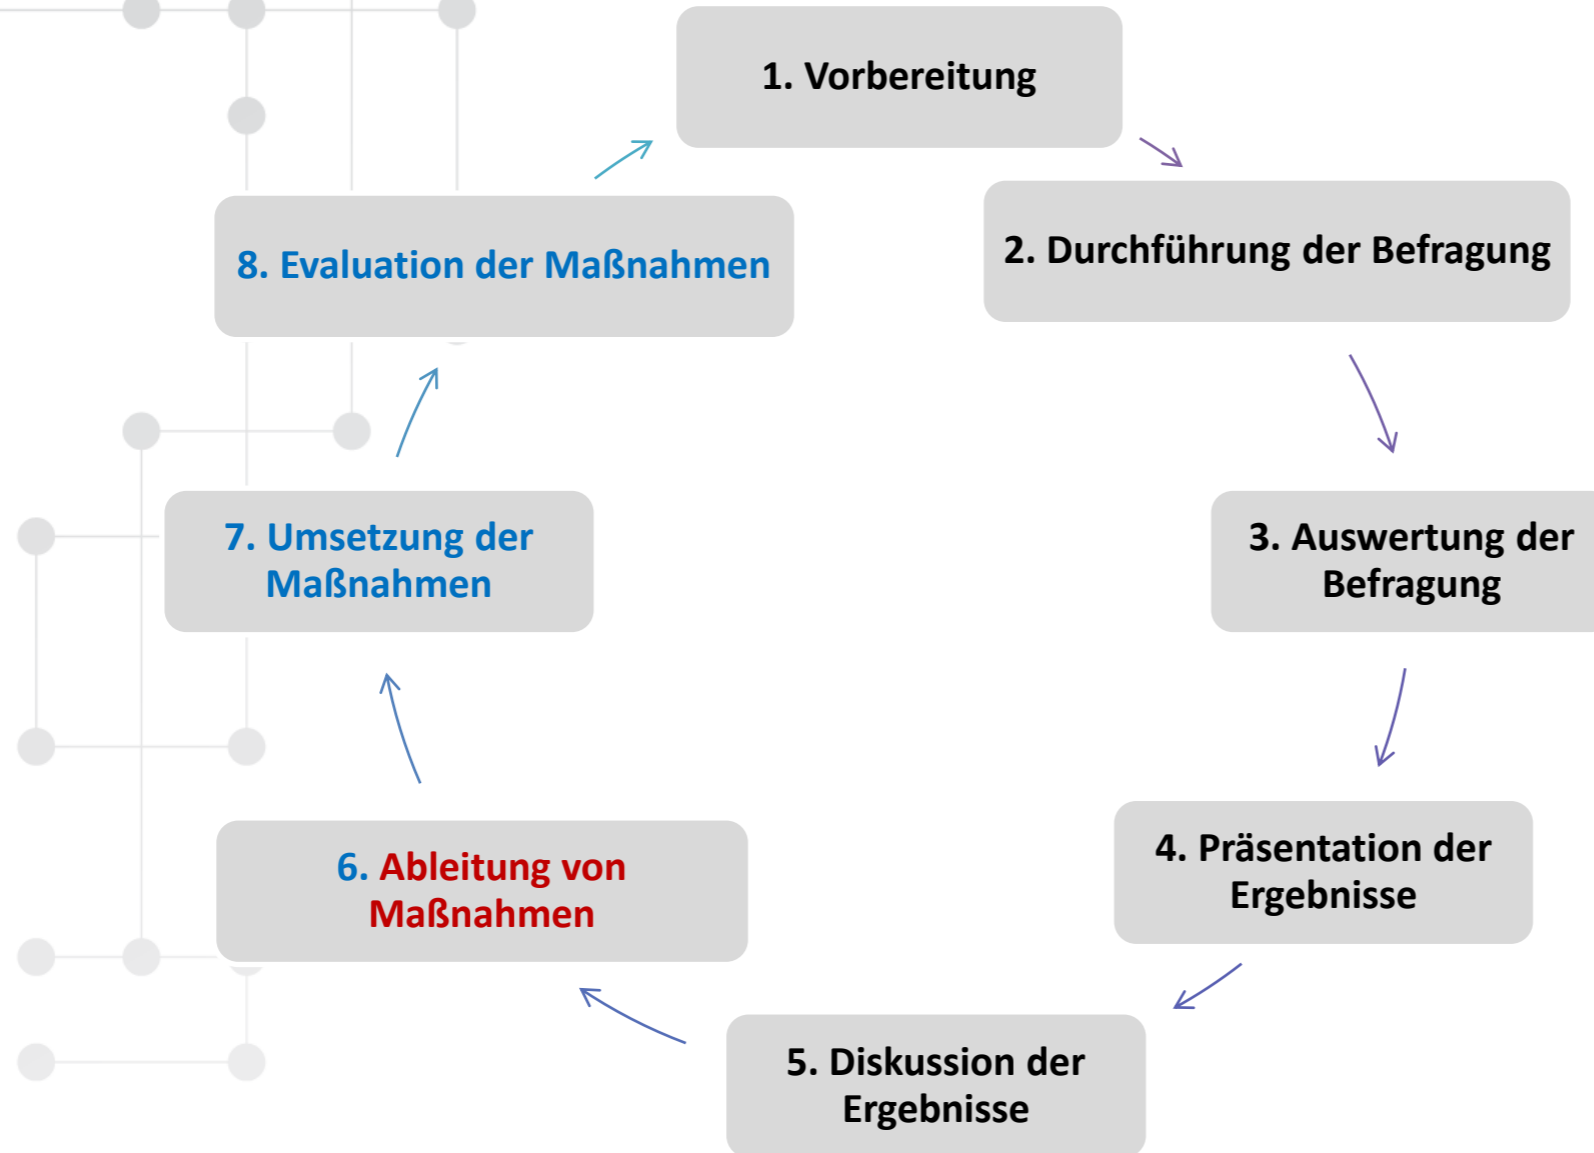 1. Vorbereitung
2. Durchführung der Befragung
3. Auswertung der
Befragung
4. Präsentation der
Ergebnisse
5. Diskussion der
Ergebnisse
6. Ableitung von
Maßnahmen
7. Umsetzung der
Maßnahmen
8. Evaluation der Maßnahmen